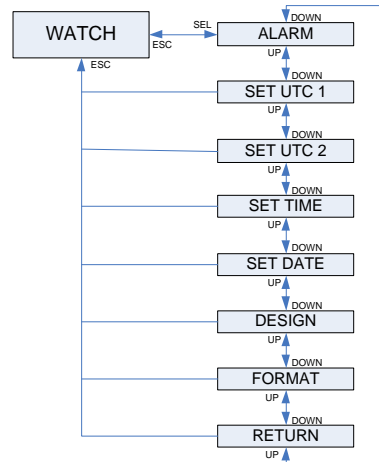 DOWN
WATCH
SEL
ESC
ALARM
UP
DOWN
ESC
SET UTC 1
UP
DOWN
SET UTC 2
UP
DOWN
SET TIME
UP
DOWN
SET DATE
UP
DOWN
DESIGN
UP
DOWN
FORMAT
UP
DOWN
RETURN
UP